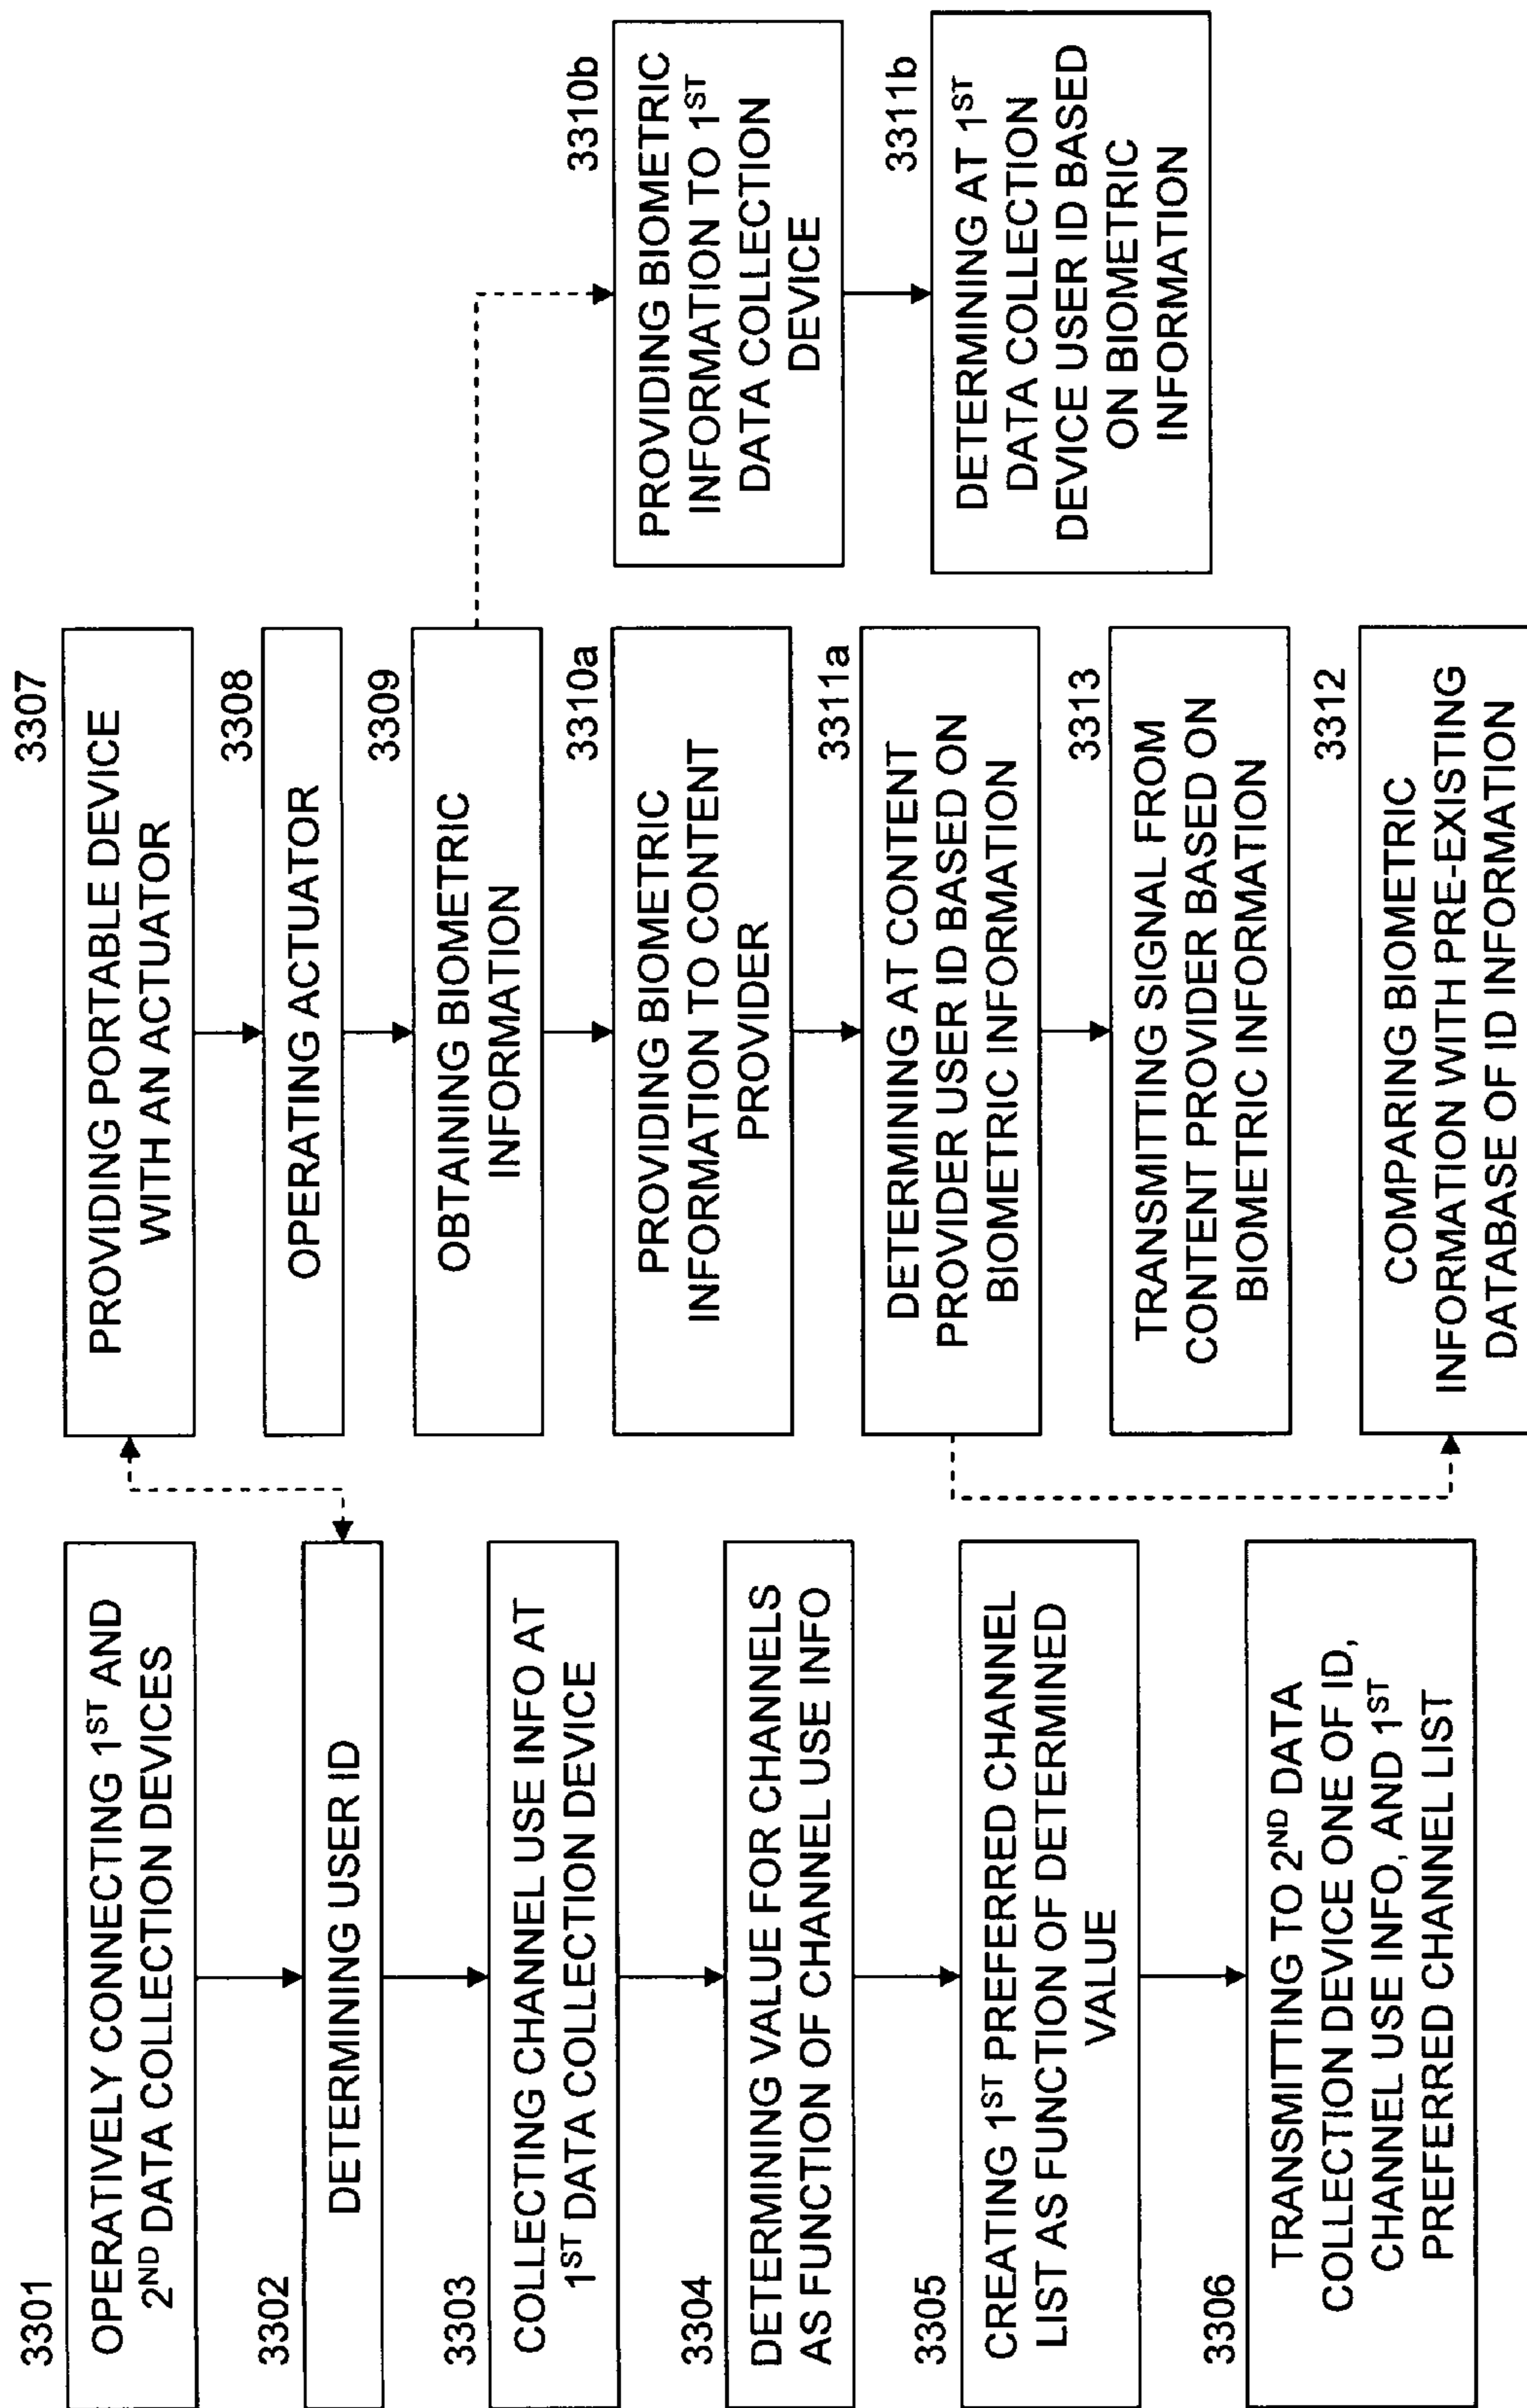 3301
OPERATIVELY CONNECTING 1ST AND
2ND DATA COLLECTION DEVICES
3302
DETERMINING USER ID
3303
COLLECTING CHANNEL USE INFO AT
1ST DATA COLLECTION DEVICE
3304
DETERMINING VALUE FOR CHANNELS
AS FUNCTION OF CHANNEL USE INFO
3305
CREATING 1ST PREFERRED CHANNEL
LIST AS FUNCTION OF DETERMINED
VALUE
3306
TRANSMITTING TO 2ND DATA
COLLECTION DEVICE ONE OF ID,
CHANNEL USE INFO, AND 1ST
PREFERRED CHANNEL LIST
3307
PROVIDING PORTABLE DEVICE
WITH AN ACTUATOR
3308
OPERATING ACTUATOR
3309
OBTAINING BIOMETRIC
INFORMATION
3310a
PROVIDING BIOMETRIC
INFORMATION TO CONTENT
PROVIDER
3311a
DETERMINING AT CONTENT
PROVIDER USER ID BASED ON
BIOMETRIC INFORMATION
3313
TRANSMITTING SIGNAL FROM
CONTENT PROVIDER BASED ON
BIOMETRIC INFORMATION
3312
COMPARING BIOMETRIC
INFORMATION WITH PRE-EXISTING
DATABASE OF ID INFORMATION
3310b
PROVIDING BIOMETRIC
INFORMATION TO 1ST
DATA COLLECTION
DEVICE
3311b
DETERMINING AT 1ST
DATA COLLECTION
DEVICE USER ID BASED
ON BIOMETRIC
INFORMATION